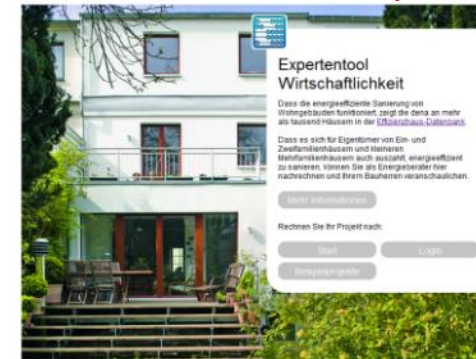 Expertentool
Wirtschaftlichkeit
Dass die energieeffiziente Sanierung von
Wohngebäuden funktioniert, zeigt die dena an mehr
als tausend Häusern in der Effizienzhaus-Datenbank.
Dass es sich für Eigentümer von Ein- und
Zweifamilienhäusern und kleineren
Mehrfamilienhäusern auch auszahlt, energieeffizient
zu sanieren, können Sie als Energieberater hier
nachrechnen und Ihrem Bauherren veranschaulichen.
Mehr Informationen
Rechnen Sie Ihr Projekt nach:
Start
Login
Beispielprojekte